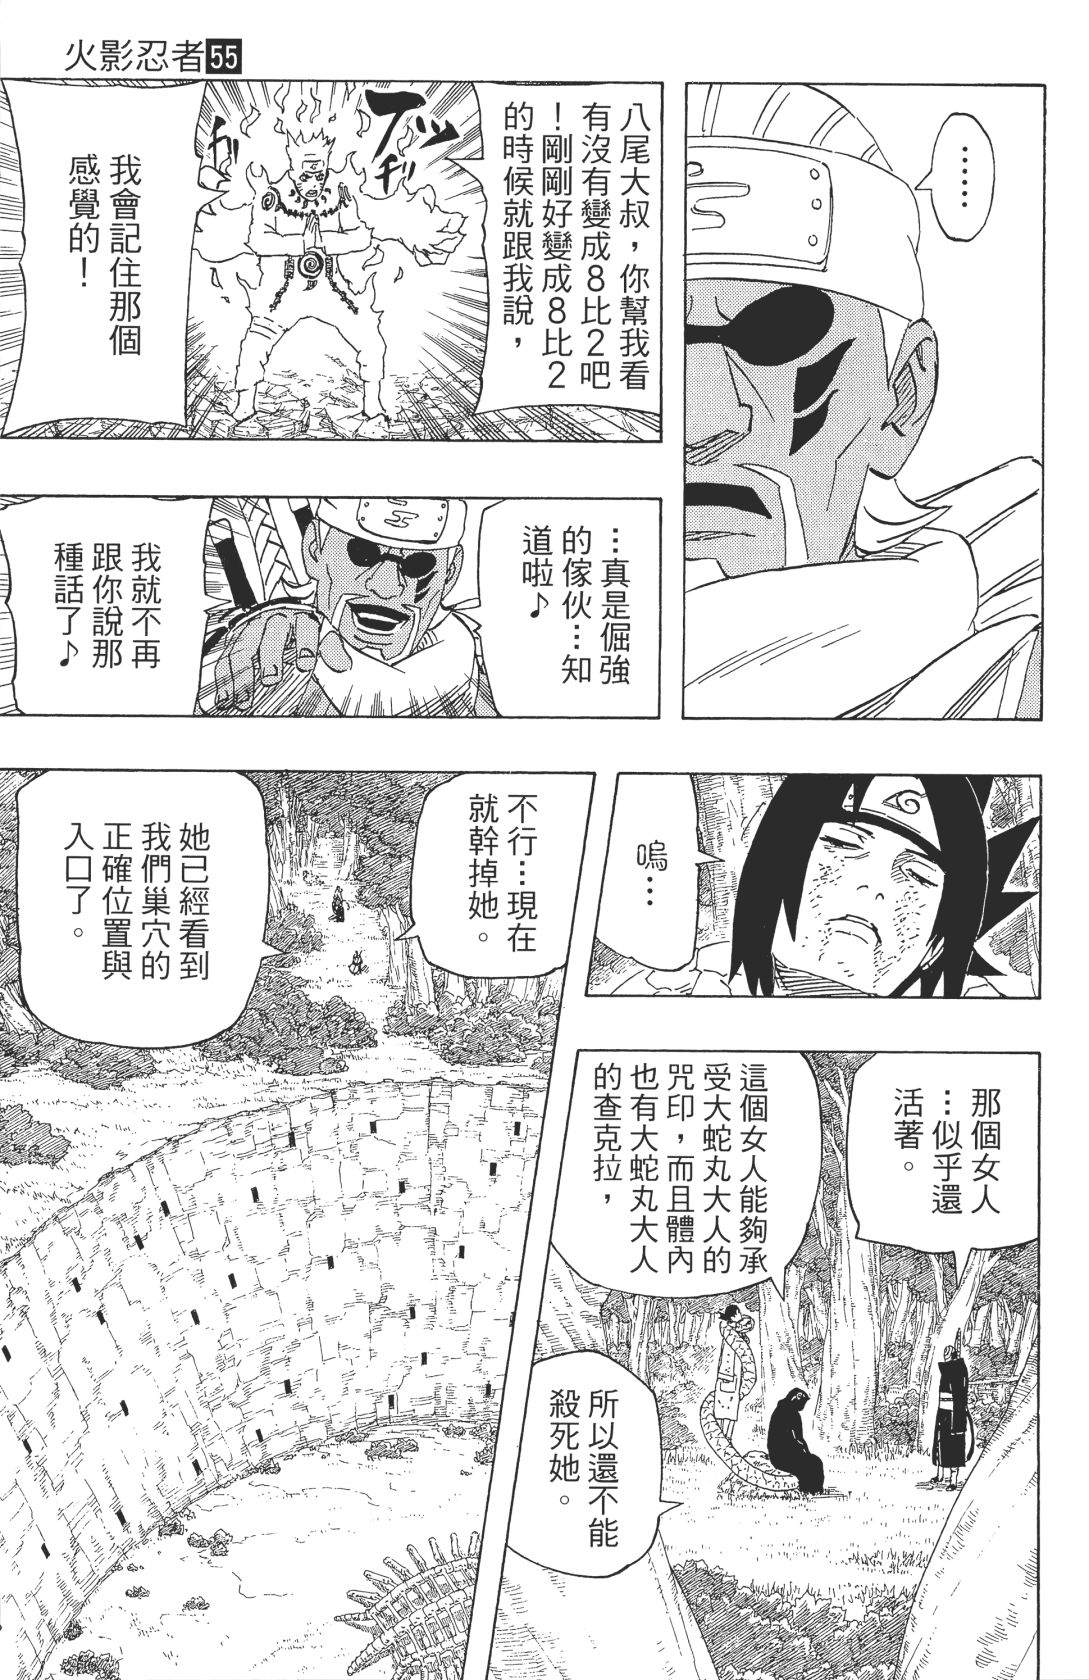 火影忍者55
……
八尾大叔，你幫我看
有沒有變成8比2吧
！剛剛好變成8比2
的時候就跟我說，
我會記住那個
感覺的！
…真是倔強
的傢伙…知
道啦♪
我就不再
跟你說那
種話了♪
嗚…
不行…現在
就幹掉她。
她已經看到
我們巢穴的
正確位置與
入口了。
那個女人
…似乎還
活著。
這個女人能夠承
受大蛇丸大人的
咒印，而且體內
也有大蛇丸大人
的查克拉，
所以還不能
殺死她。